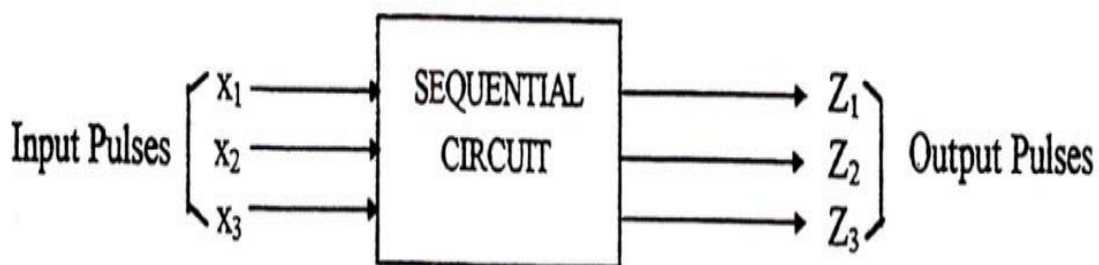 Input Pulses
x₁
x₂
x₃
SEQUENTIAL
CIRCUIT
Z₁
Z₂
Z₃
Output Pulses